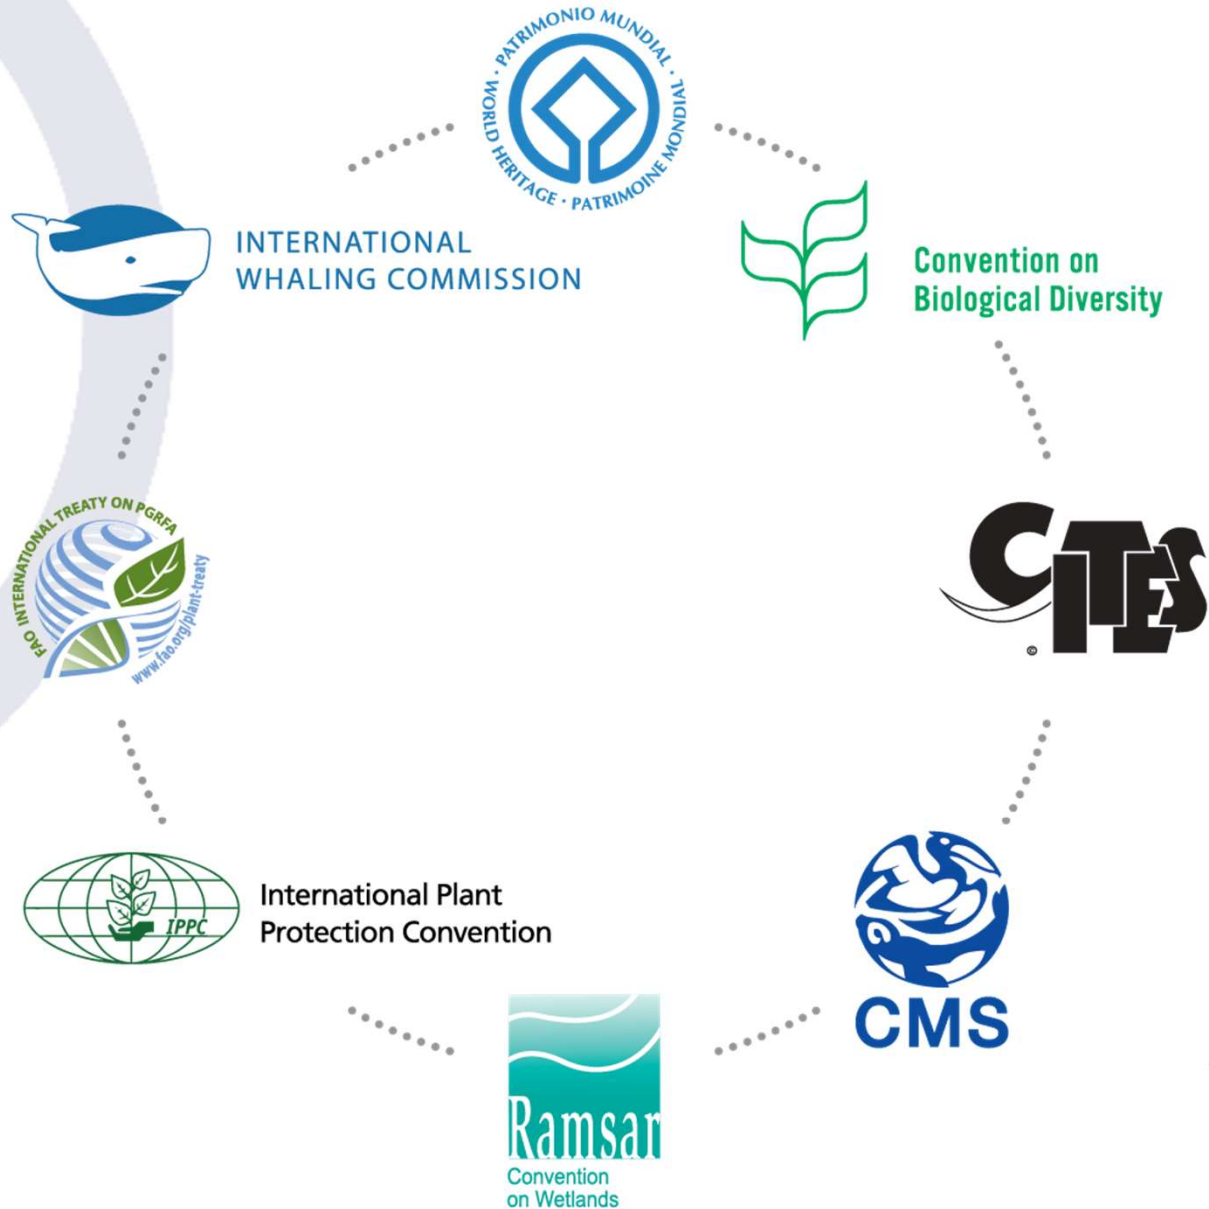 · PATRIMONIO MUNDIAL · WORLD HERITAGE · PATRIMOINE MONDIAL
INTERNATIONAL
WHALING COMMISSION
Convention on
Biological Diversity
FAO INTERNATIONAL TREATY ON PGRFA
www.fao.org/plant-treaty
CITES
©
IPPC
International Plant
Protection Convention
CMS
Ramsar
Convention
on Wetlands